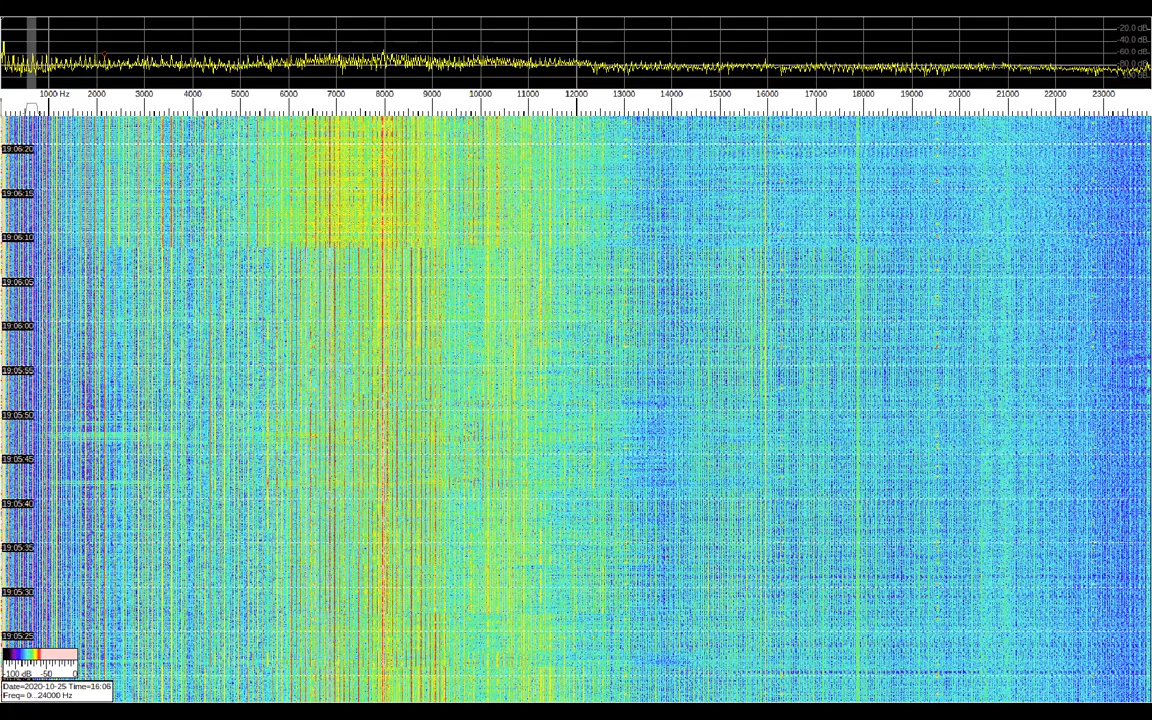 -20.0 dB
-40.0 dB
-60.0 dB
-80.0 dB
1000 Hz 2000 3000 4000 5000 6000 7000 8000 9000 10000 11000 12000 13000 14000 15000 16000 17000 18000 19000 20000 21000 22000 23000
19:06:20
19:06:15
19:06:10
19:06:05
19:06:00
19:05:55
19:05:50
19:05:45
19:05:40
19:05:35
19:05:30
19:05:25
-100 dB -50 0
Date=2020-10-25 Time=16:06
Freq= 0...24000 Hz